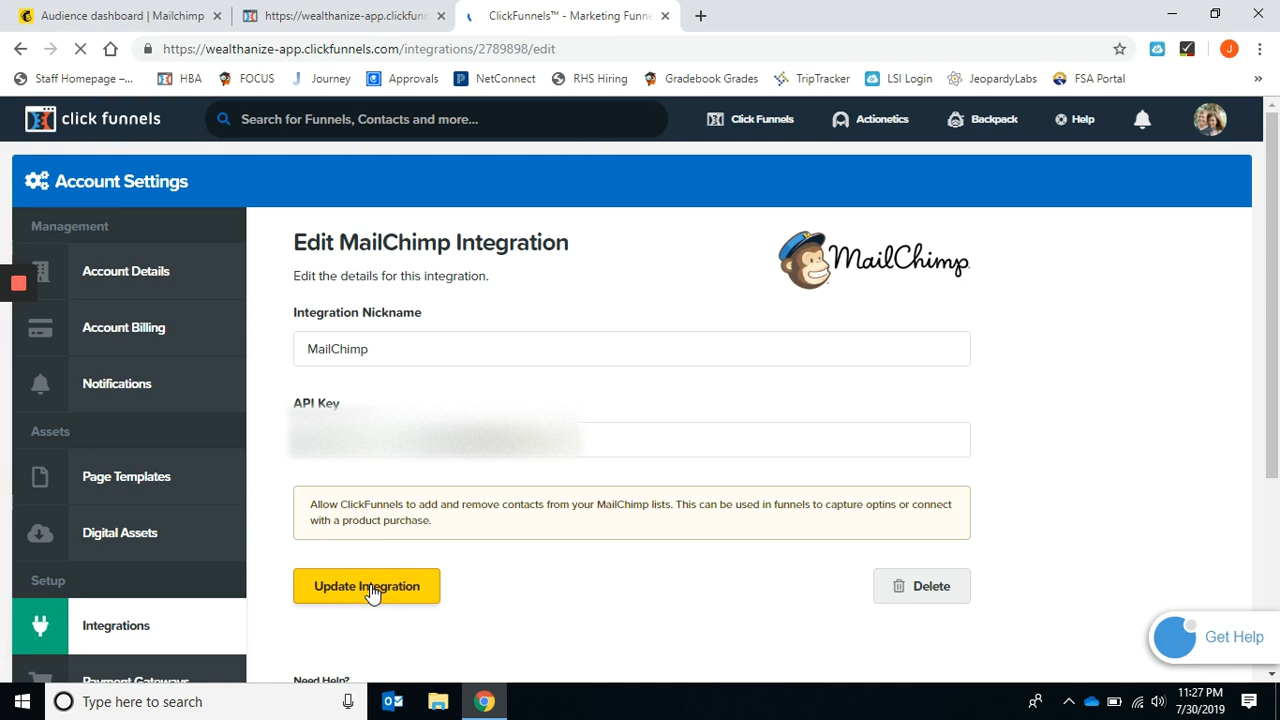 Audience dashboard | Mailchimp
https://wealthanize-app.clickfunn
ClickFunnels™ - Marketing Funne
https://wealthanize-app.clickfunnels.com/integrations/2789898/edit
Staff Homepage –...
HBA
FOCUS
Journey
Approvals
NetConnect
RHS Hiring
Gradebook Grades
TripTracker
LSI Login
JeopardyLabs
FSA Portal
»
J
click funnels
Search for Funnels, Contacts and more...
Click Funnels
Actionetics
Backpack
Help
Account Settings
Management
Account Details
Account Billing
Notifications
Assets
Page Templates
Digital Assets
Setup
Integrations
Payment Gateways
Edit MailChimp Integration
Edit the details for this integration.
MailChimp
Integration Nickname
MailChimp
API Key
Allow ClickFunnels to add and remove contacts from your MailChimp lists. This can be used in funnels to capture optins or connect
with a product purchase.
Update Integration
Delete
Need Help?
Get Help
Type here to search
11:27 PM
7/30/2019